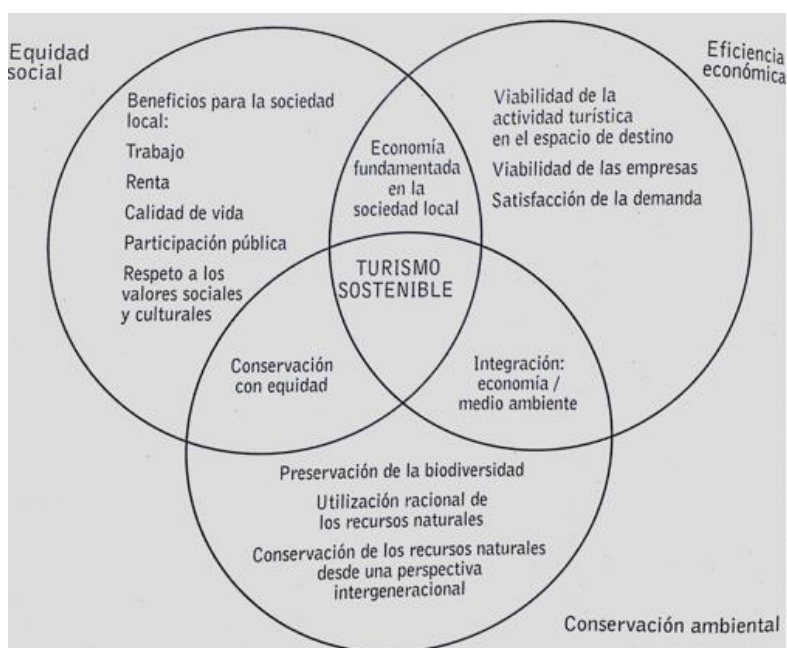 Equidad
social
Eficiencia
económica
Beneficios para la sociedad
local:
Trabajo
Renta
Calidad de vida
Participación pública
Respeto a los
valores sociales
y culturales
Economía
fundamentada
en la
sociedad local
Viabilidad de la
actividad turística
en el espacio de destino
Viabilidad de las empresas
Satisfacción de la demanda
TURISMO
SOSTENIBLE
Conservación
con equidad
Integración:
economía /
medio ambiente
Preservación de la biodiversidad
Utilización racional de
los recursos naturales
Conservación de los recursos naturales
desde una perspectiva
intergeneracional
Conservación ambiental